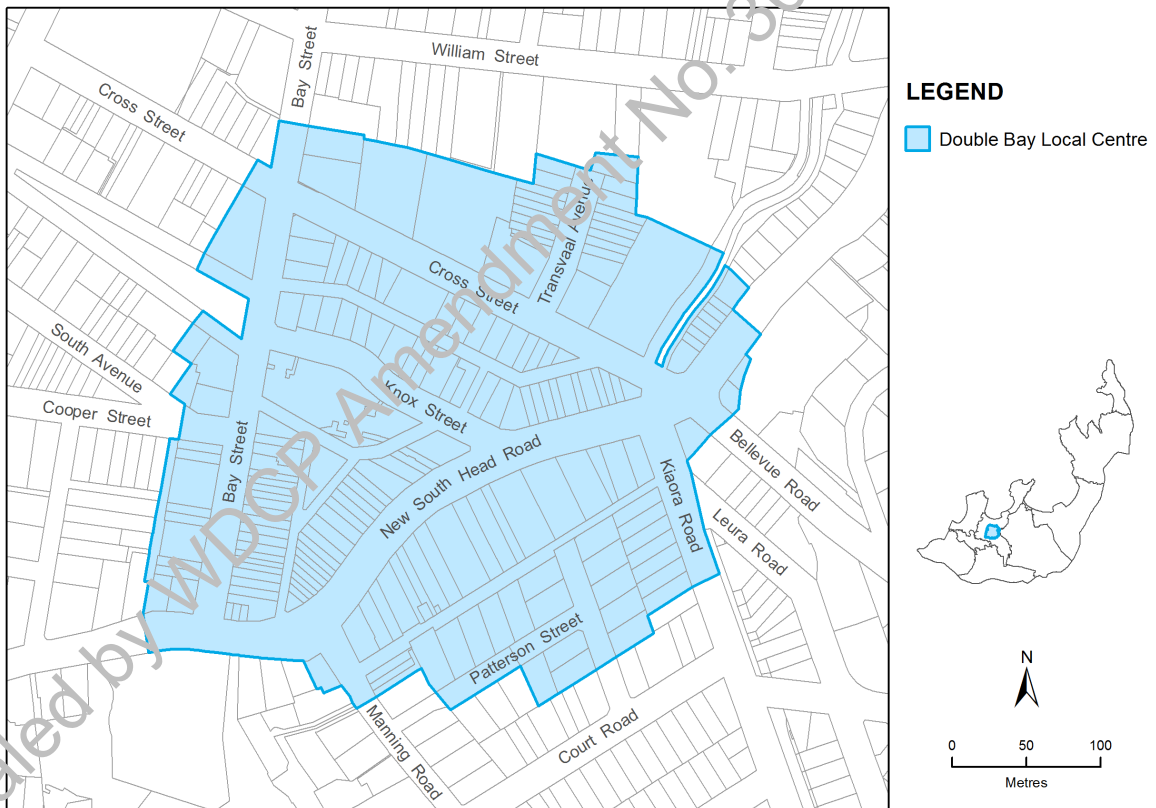 William Street
Bay Street
Cross Street
LEGEND
Double Bay Local Centre
Transvaal Avenue
Cross Street
South Avenue
Knox Street
Cooper Street
Bay Street
New South Head Road
Kiaora Road
Bellevue Road
Leura Road
Patterson Street
Manning Road
Court Road
N
0 50 100
Metres
aled by WDCP Amendment No.